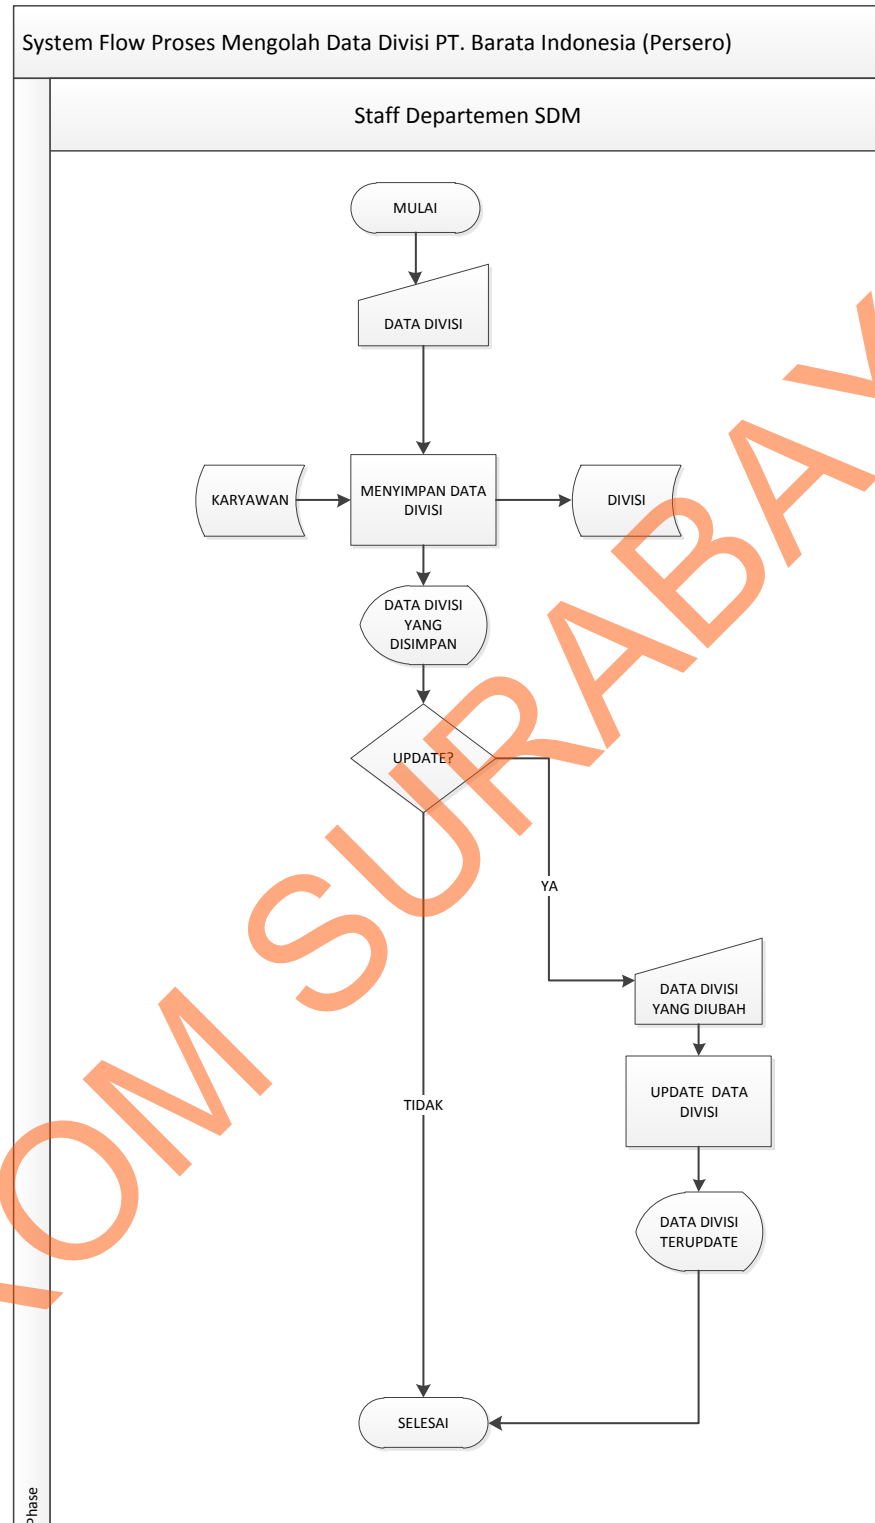 System Flow Proses Mengolah Data Divisi PT. Barata Indonesia (Persero)
Staff Departemen SDM
MULAI
DATA DIVISI
KARYAWAN
MENYIMPAN DATA
DIVISI
DIVISI
DATA DIVISI
YANG
DISIMPAN
UPDATE?
YA
DATA DIVISI
YANG DIUBAH
TIDAK
UPDATE DATA
DIVISI
DATA DIVISI
TERUPDATE
SELESAI
Phase
OM SURABAY